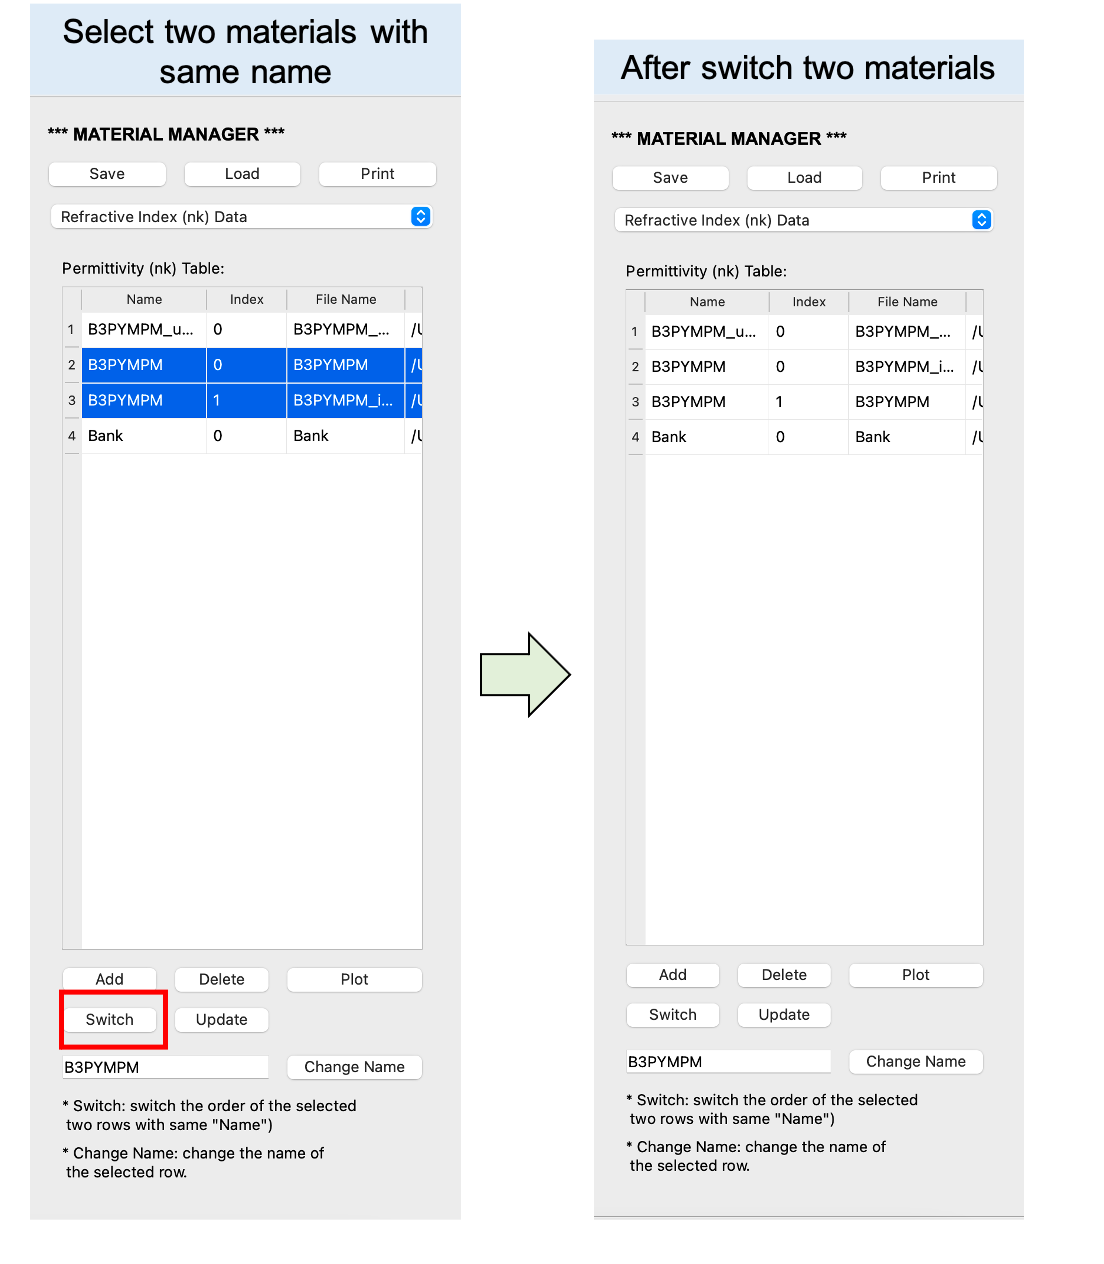 Select two materials with
same name
*** MATERIAL MANAGER ***
Save Load Print
Refractive Index (nk) Data
Permittivity (nk) Table:
Name Index File Name
1 B3PYMPM_u... 0 B3PYMPM_... /U
2 B3PYMPM 0 B3PYMPM /U
3 B3PYMPM 1 B3PYMPM_i... /U
4 Bank 0 Bank /U
Add Delete Plot
Switch Update
B3PYMPM Change Name
* Switch: switch the order of the selected
two rows with same "Name")
* Change Name: change the name of
the selected row.
After switch two materials
*** MATERIAL MANAGER ***
Save Load Print
Refractive Index (nk) Data
Permittivity (nk) Table:
Name Index File Name
1 B3PYMPM_u... 0 B3PYMPM_... /U
2 B3PYMPM 0 B3PYMPM_i... /U
3 B3PYMPM 1 B3PYMPM /U
4 Bank 0 Bank /U
Add Delete Plot
Switch Update
B3PYMPM Change Name
* Switch: switch the order of the selected
two rows with same "Name")
* Change Name: change the name of
the selected row.